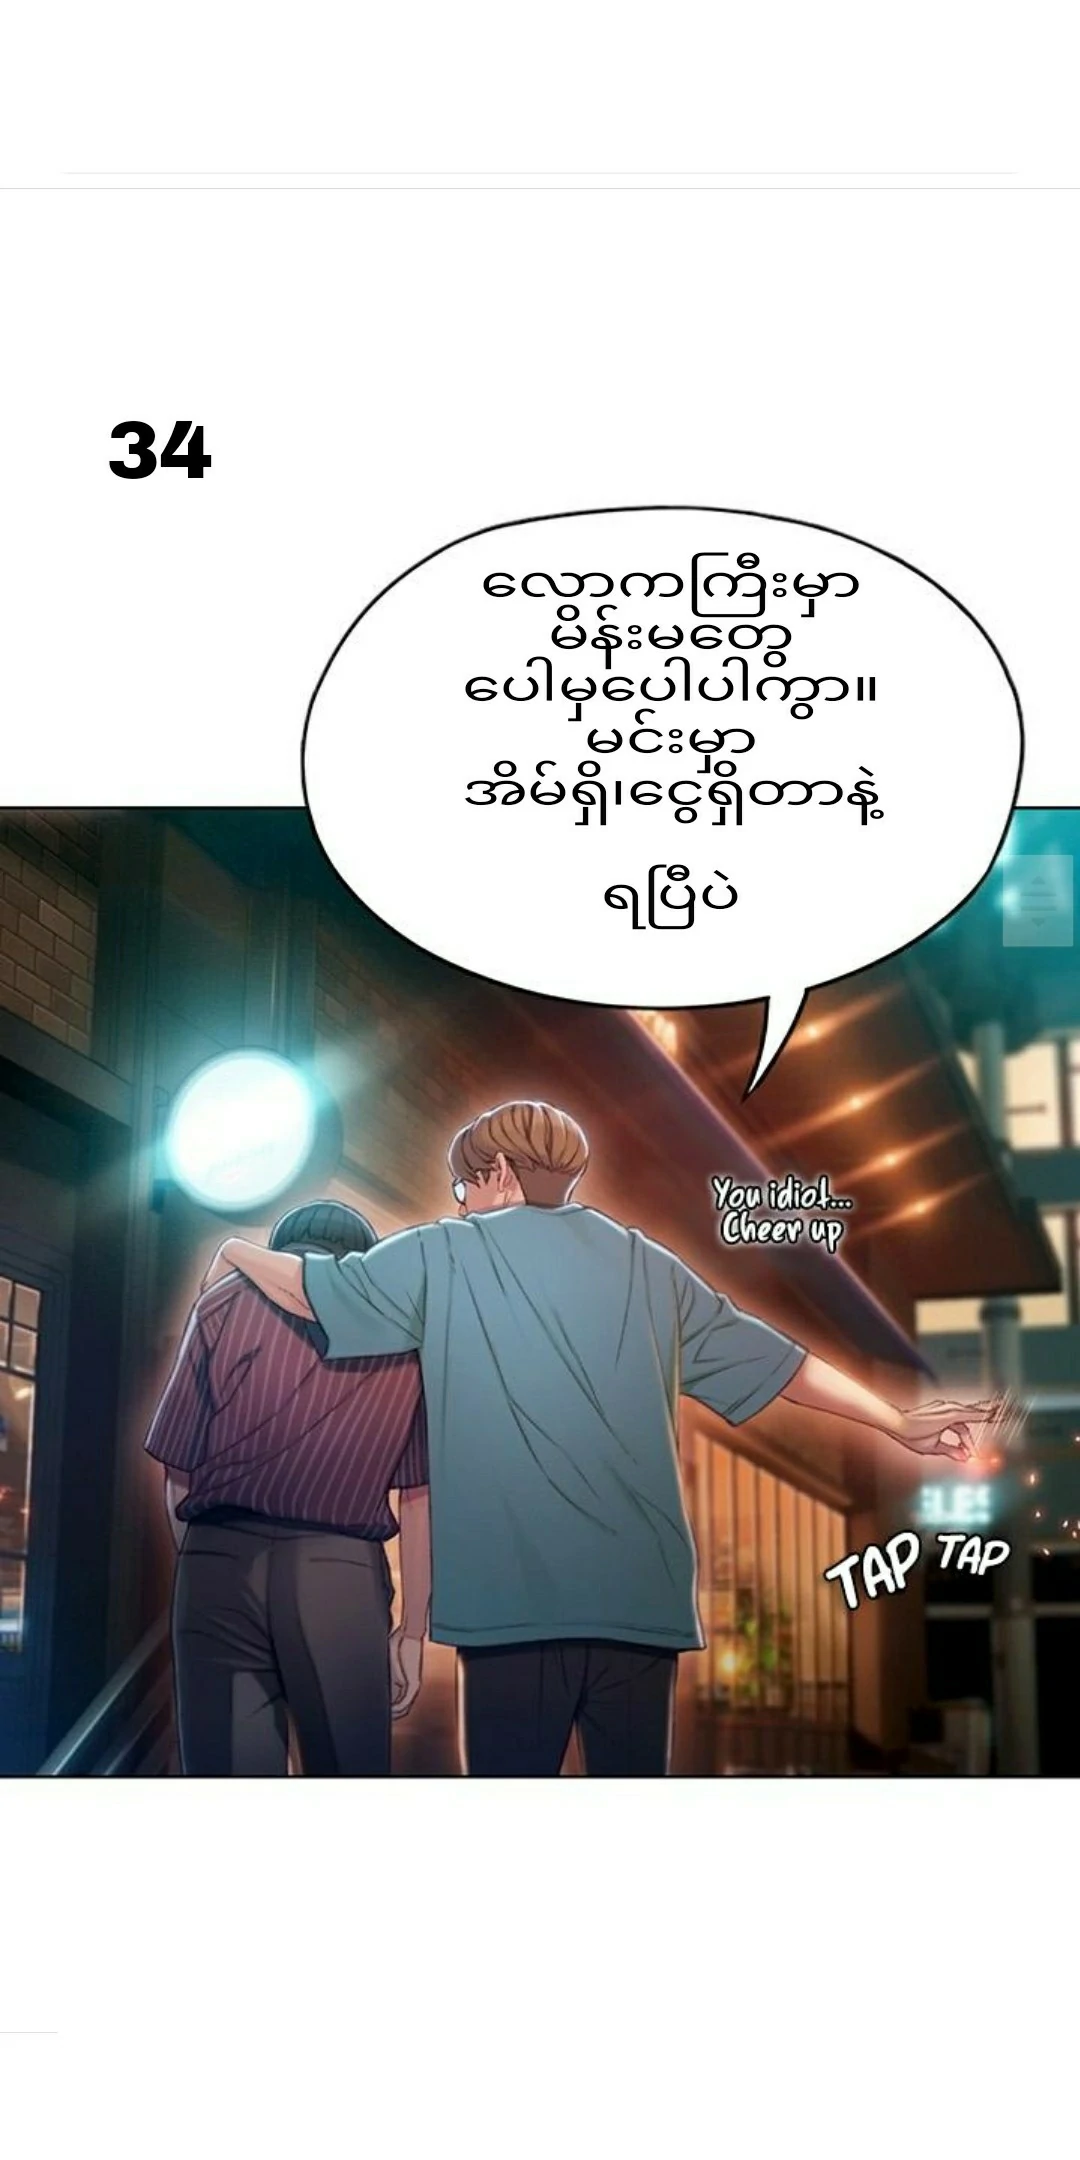 34
လောကကြီးမှာ
မိန်းမတွေ
ပေါမှပေါပါကွာ။
မင်းမှာ
အိမ်ရှိ၊ငွေရှိတာနဲ့
ရပြီပဲ
You idiot...
Cheer up
TAP TAP